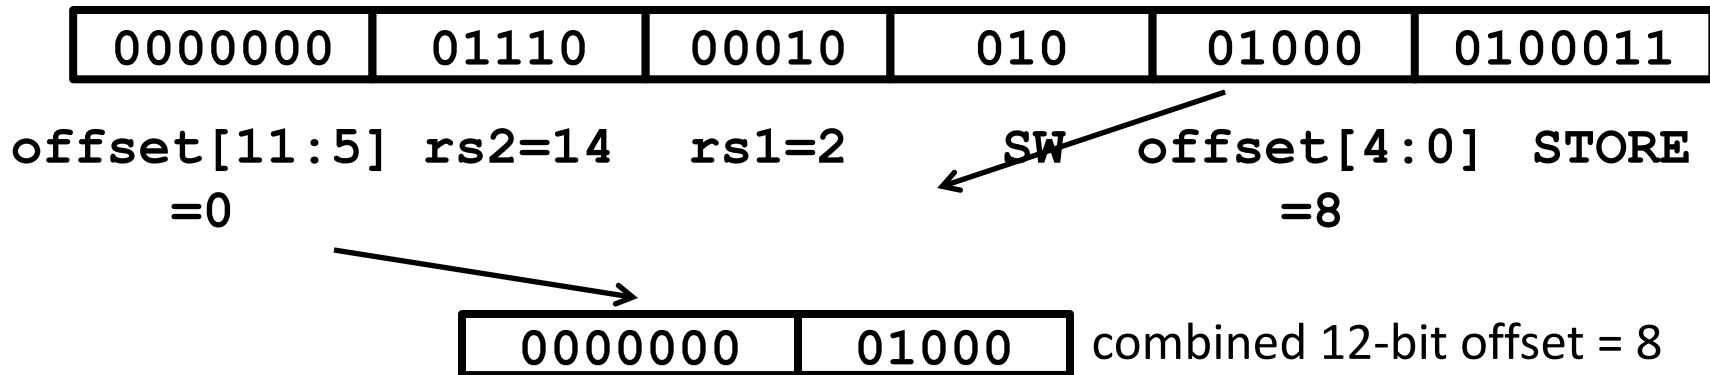 0000000 01110 00010 010 01000 0100011
offset[11:5] rs2=14 rs1=2 SW offset[4:0] STORE
=0 =8
0000000 01000 combined 12-bit offset = 8